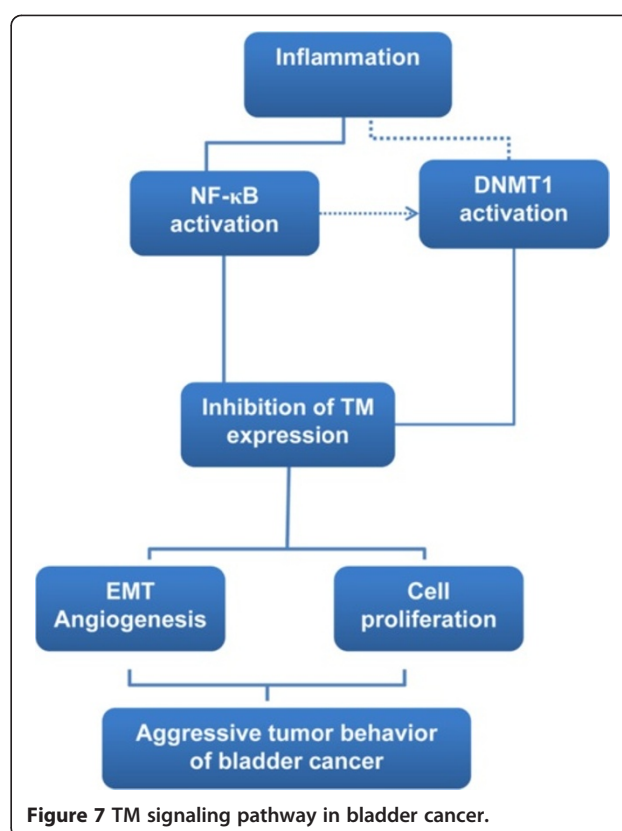 Inflammation
NF-κB
activation
DNMT1
activation
Inhibition of TM
expression
EMT
Angiogenesis
Cell
proliferation
Aggressive tumor behavior
of bladder cancer
Figure 7 TM signaling pathway in bladder cancer.